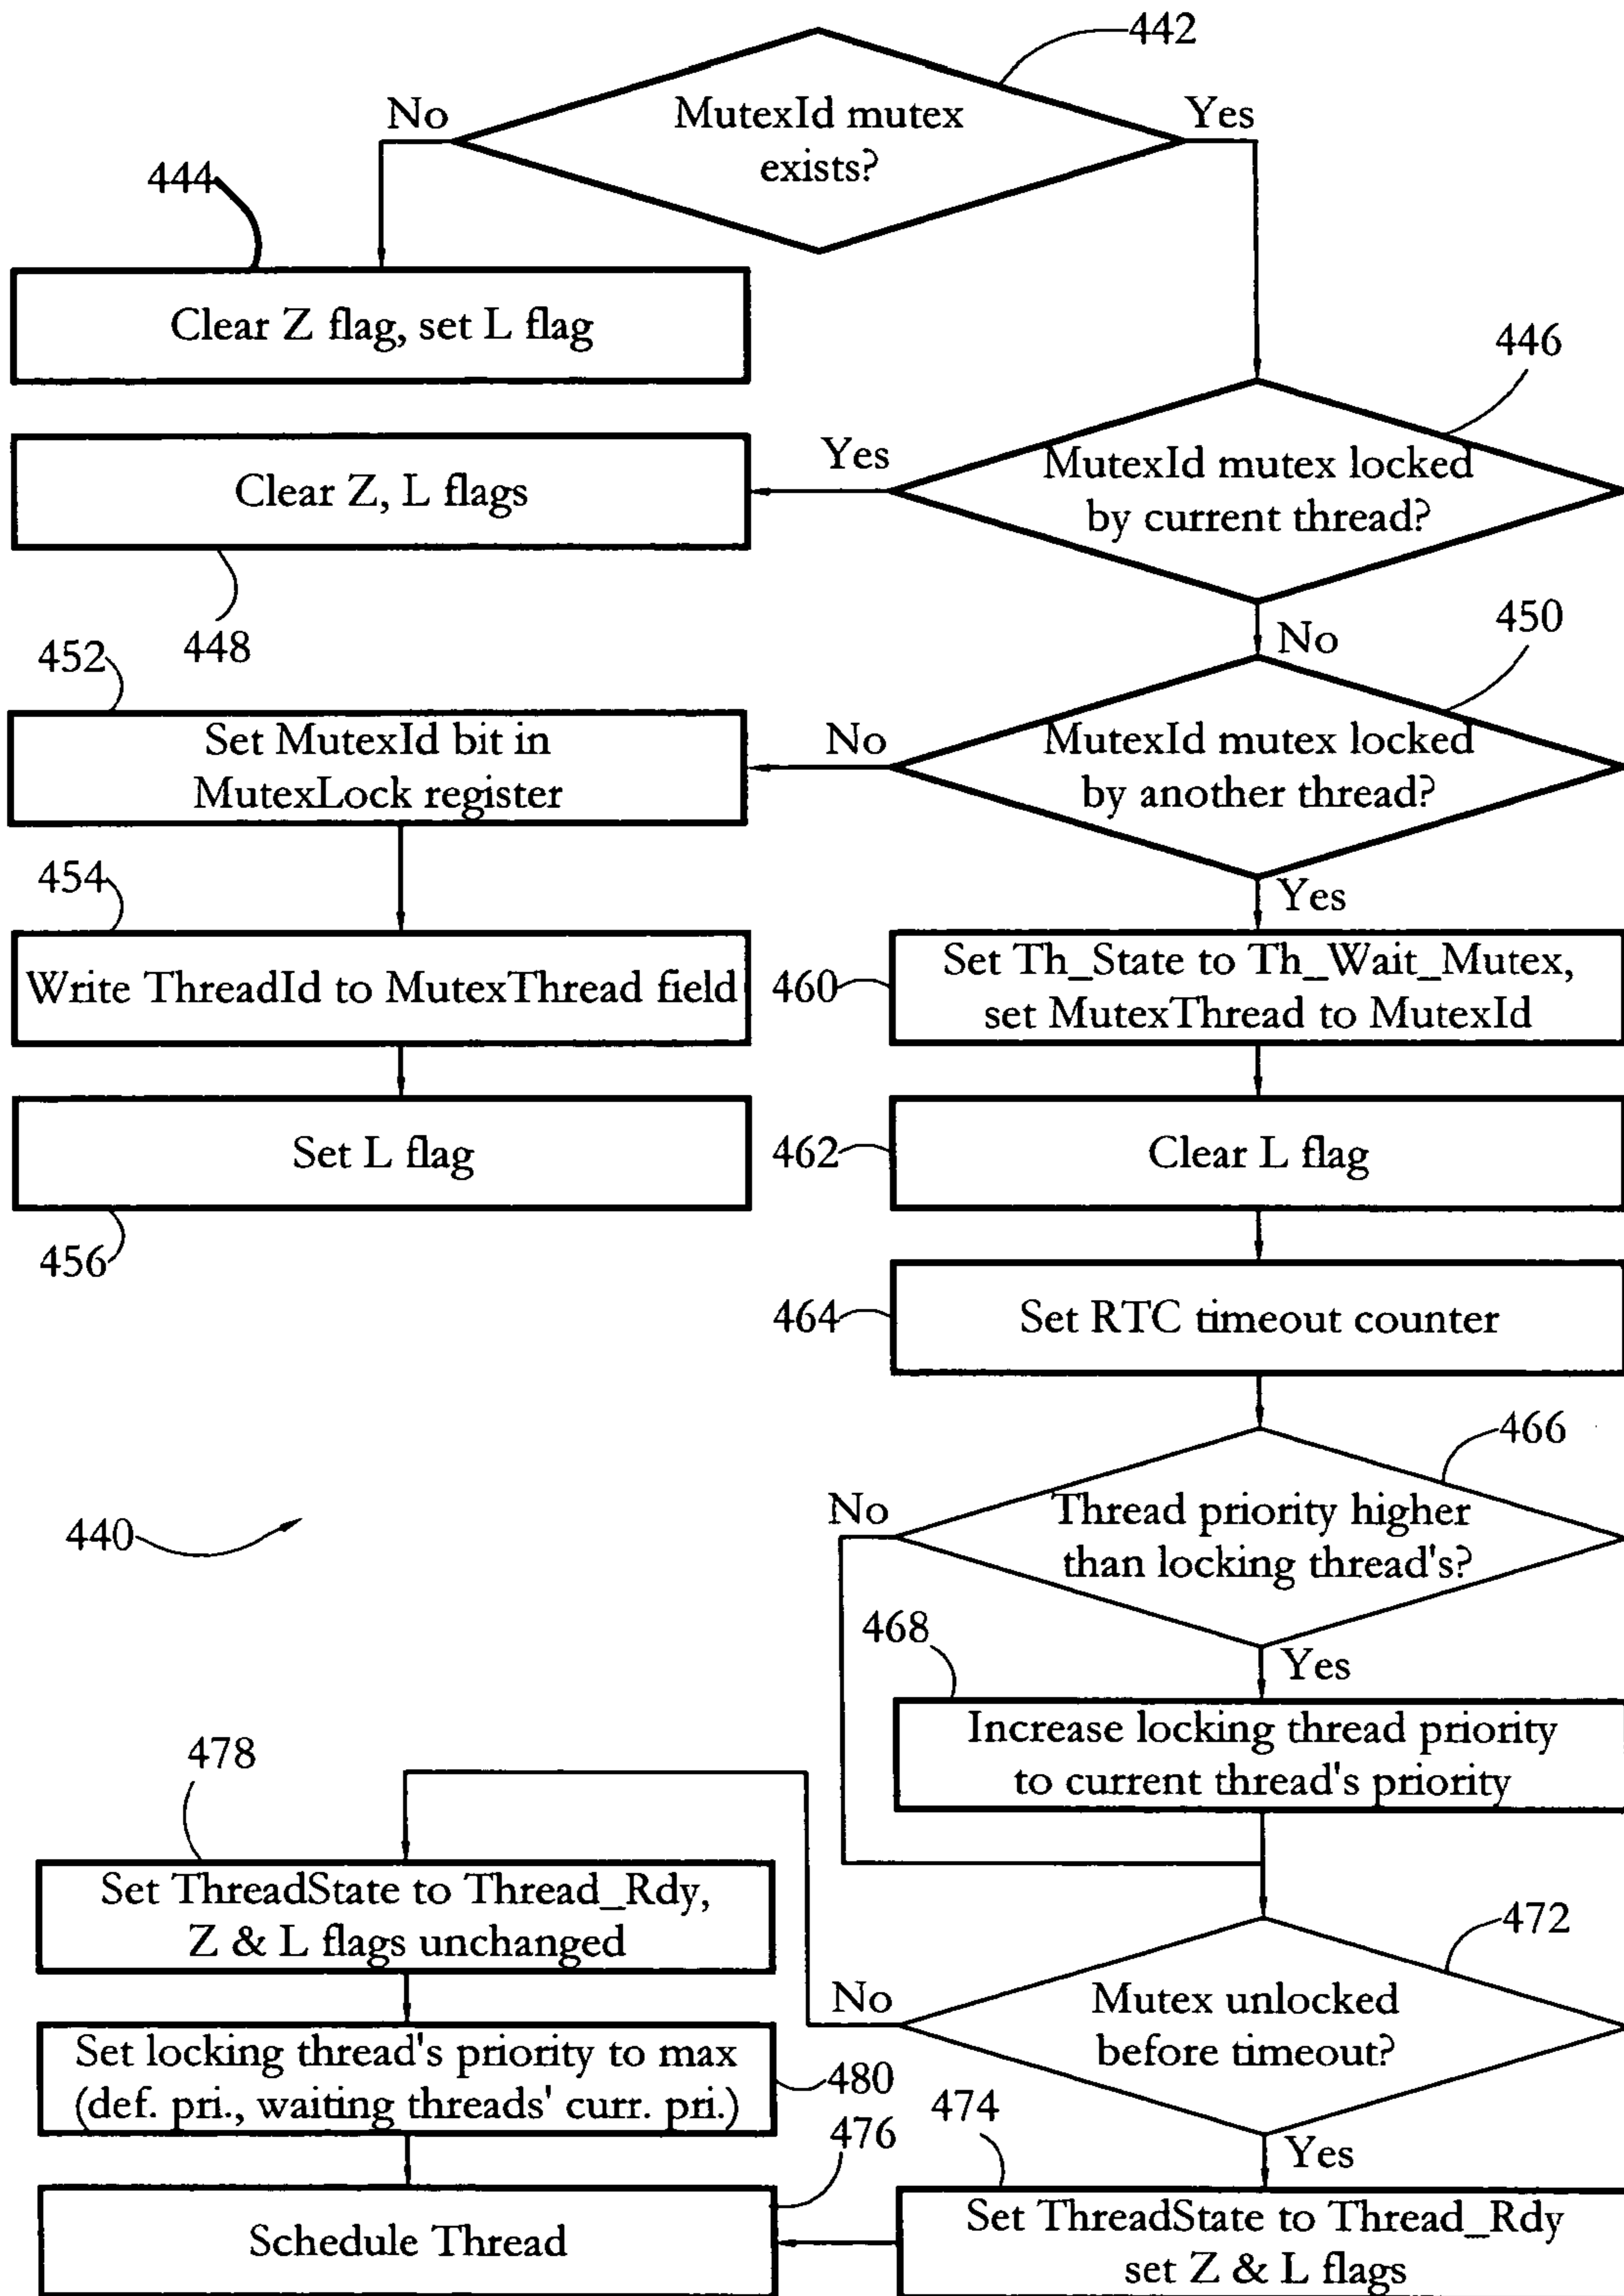 442
No
MutexId mutex
exists?
Yes
444
Clear Z flag, set L flag
446
MutexId mutex locked
by current thread?
Yes
Clear Z, L flags
448
No
450
452
MutexId mutex locked
by another thread?
No
Set MutexId bit in
MutexLock register
Yes
454
Write ThreadId to MutexThread field
460
Set Th_State to Th_Wait_Mutex,
set MutexThread to MutexId
Set L flag
456
462
Clear L flag
464
Set RTC timeout counter
466
No
Thread priority higher
than locking thread's?
440
468
Yes
Increase locking thread priority
to current thread's priority
478
Set ThreadState to Thread_Rdy,
Z & L flags unchanged
472
No
Mutex unlocked
before timeout?
Set locking thread's priority to max
(def. pri., waiting threads' curr. pri.)
480
474
476
Yes
Schedule Thread
Set ThreadState to Thread_Rdy
set Z & L flags